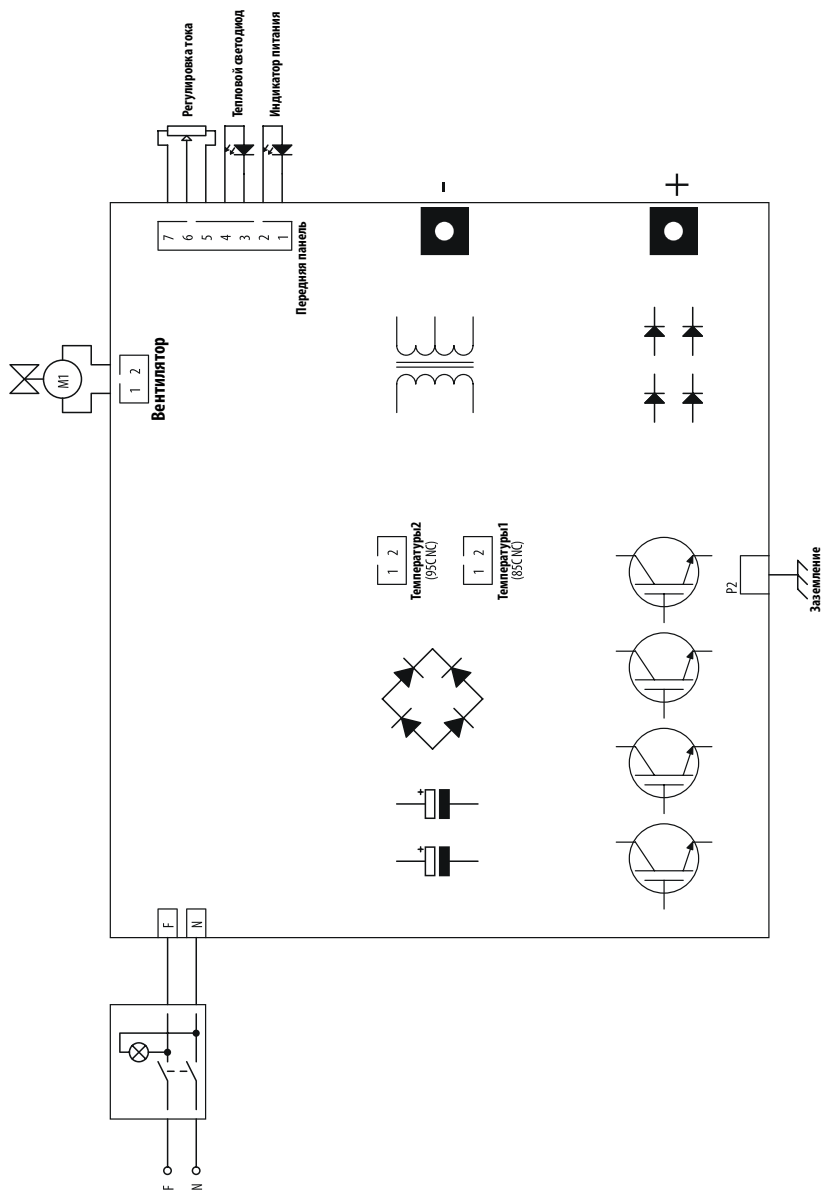 Регулировка тока
Тепловой светодиод
Индикатор питания
7
6
5
4
3
2
1
Передняя панель
-
+
M1
1 2
Вентилятор
1 2
Температуры2
(95C NC)
1 2
Температуры1
(85C NC)
P2
Заземление
+
+
F
N
F
N